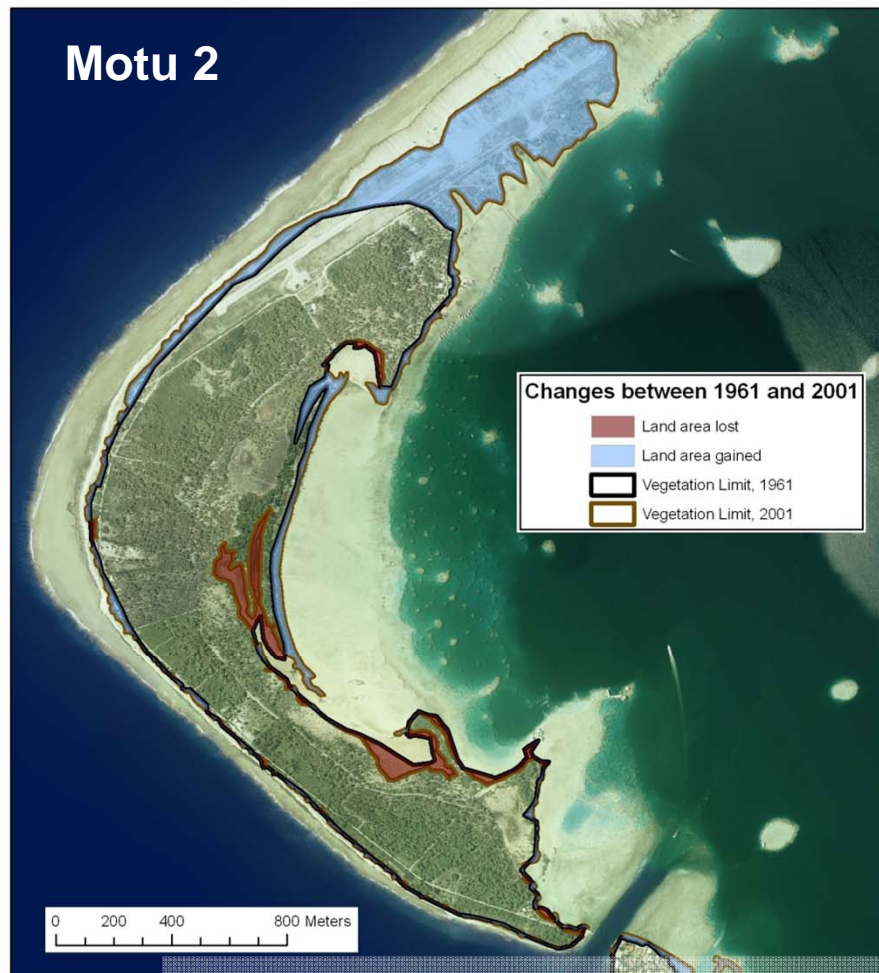 Motu 2
Changes between 1961 and 2001
Land area lost
Land area gained
Vegetation Limit, 1961
Vegetation Limit, 2001
0 200 400 800 Meters